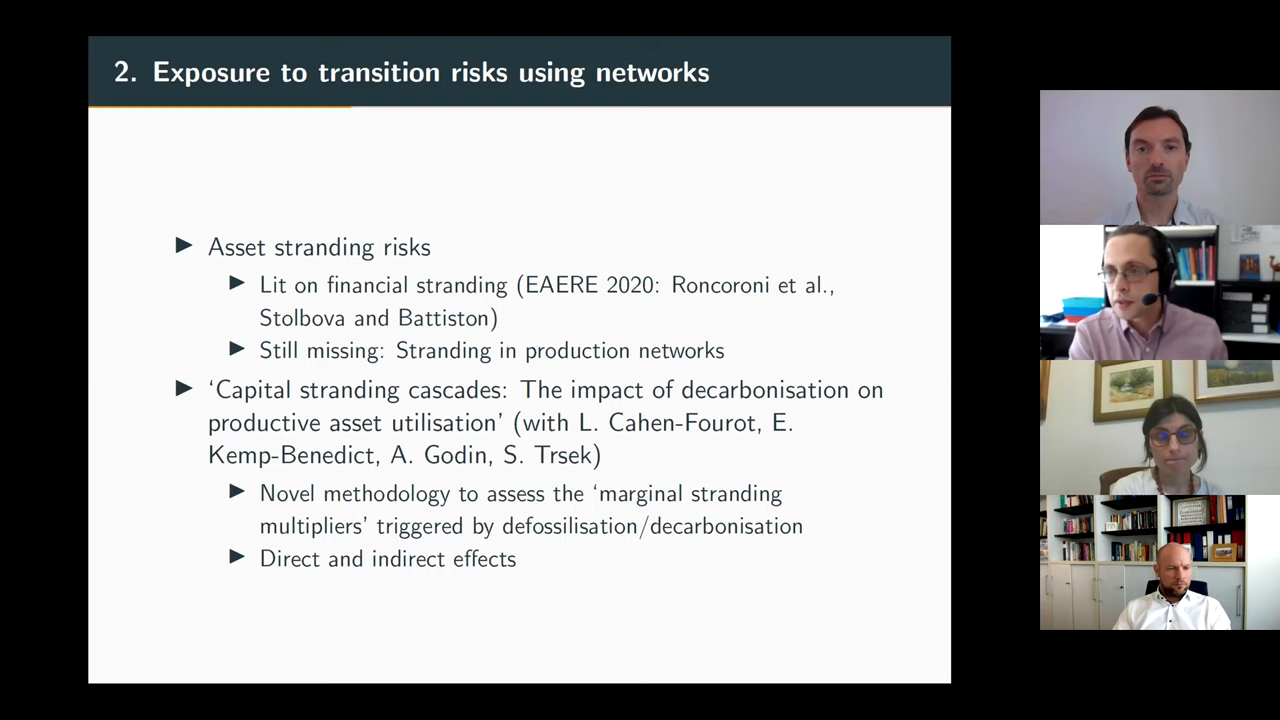 2. Exposure to transition risks using networks
▶ Asset stranding risks
▶ Lit on financial stranding (EAERE 2020: Roncoroni et al.,
Stolbova and Battiston)
▶ Still missing: Stranding in production networks
▶ ‘Capital stranding cascades: The impact of decarbonisation on
productive asset utilisation’ (with L. Cahen-Fourot, E.
Kemp-Benedict, A. Godin, S. Trsek)
▶ Novel methodology to assess the ‘marginal stranding
multipliers’ triggered by defossilisation/decarbonisation
▶ Direct and indirect effects